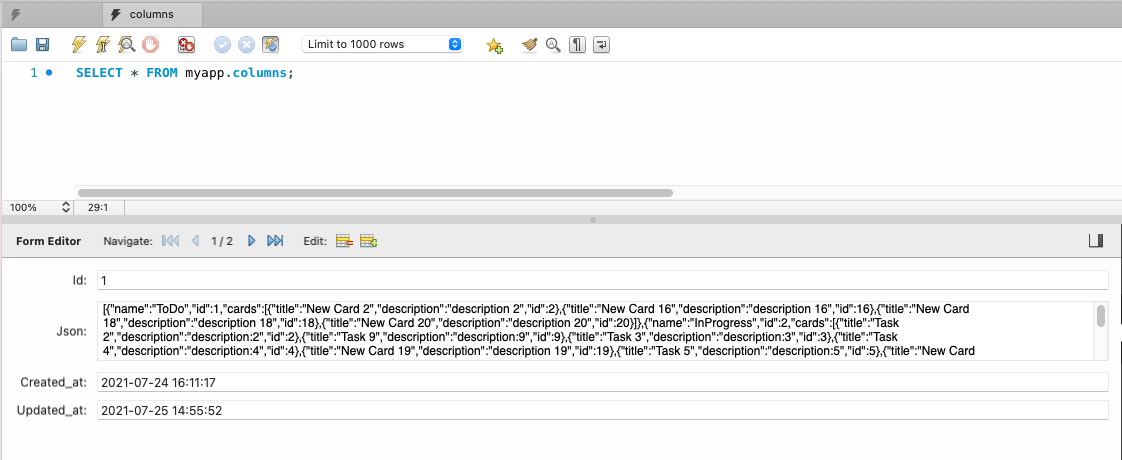 columns
Limit to 1000 rows
1 SELECT * FROM myapp.columns;
100% 29:1
Form Editor Navigate: 1 / 2 Edit:
Id: 1
Json: [{"name":"ToDo","id":1,"cards":[{"title":"New Card 2","description":"description 2","id":2},{"title":"New Card 16","description":"description 16","id":16},{"title":"New Card
18","description":"description 18","id":18},{"title":"New Card 20","description":"description 20","id":20}]},{"name":"InProgress","id":2,"cards":[{"title":"Task
2","description":"description:2","id":2},{"title":"Task 9","description":"description:9","id":9},{"title":"Task 3","description":"description:3","id":3},{"title":"Task
4","description":"description:4","id":4},{"title":"New Card 19","description":"description 19","id":19},{"title":"Task 5","description":"description:5","id":5},{"title":"New Card
Created_at: 2021-07-24 16:11:17
Updated_at: 2021-07-25 14:55:52